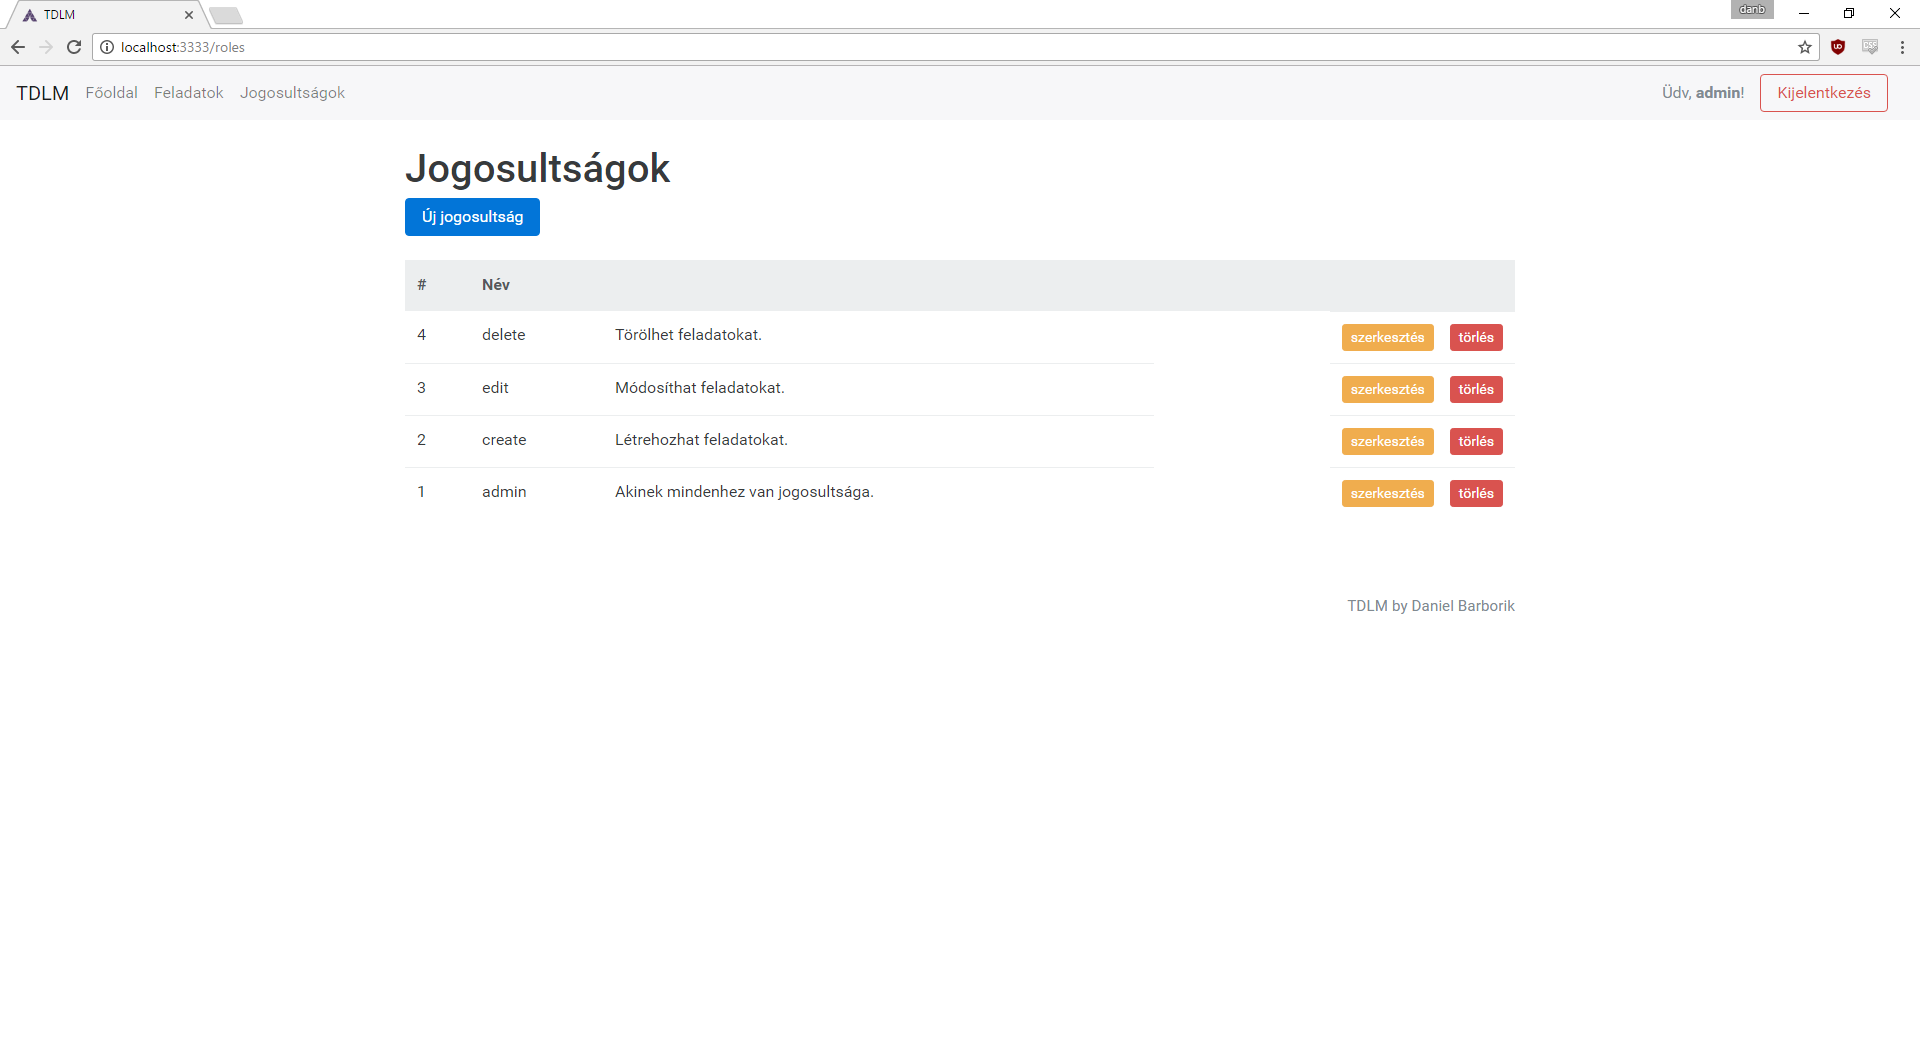 TDLM
danb
localhost:3333/roles
TDLM Főoldal Feladatok Jogosultságok Üdv, admin! Kijelentkezés
Jogosultságok
Új jogosultság
# Név
4 delete Törölhet feladatokat. szerkesztés törlés
3 edit Módosíthat feladatokat. szerkesztés törlés
2 create Létrehozhat feladatokat. szerkesztés törlés
1 admin Akinek mindenhez van jogosultsága. szerkesztés törlés
TDLM by Daniel Barborik